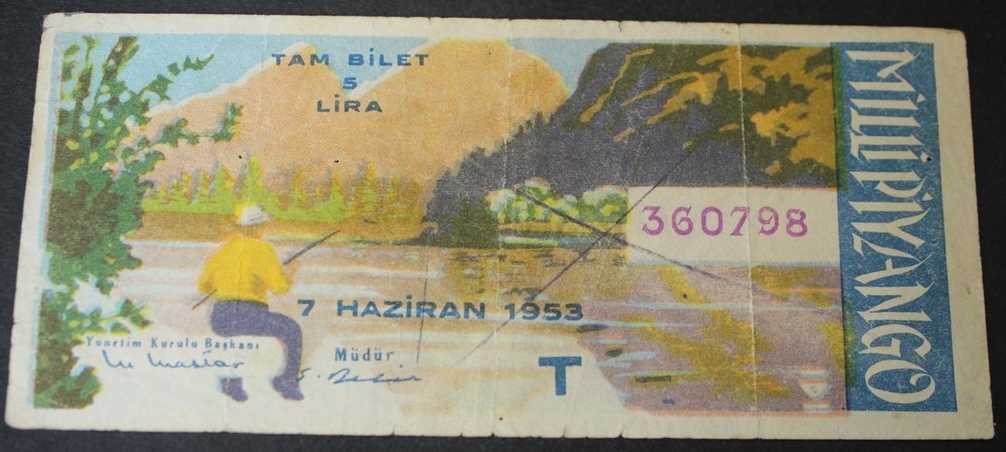 TAM BİLET
5
LİRA
MİLLİ PİYANGO
360798
7 HAZİRAN 1953
Yönetim Kurulu Başkanı
Müdür
T